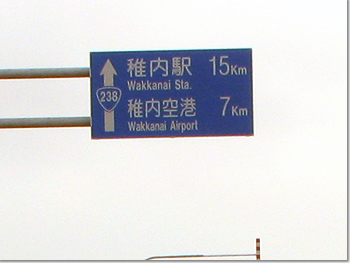 稚内駅 15Km
Wakkanai Sta.
238
稚内空港 7Km
Wakkanai Airport